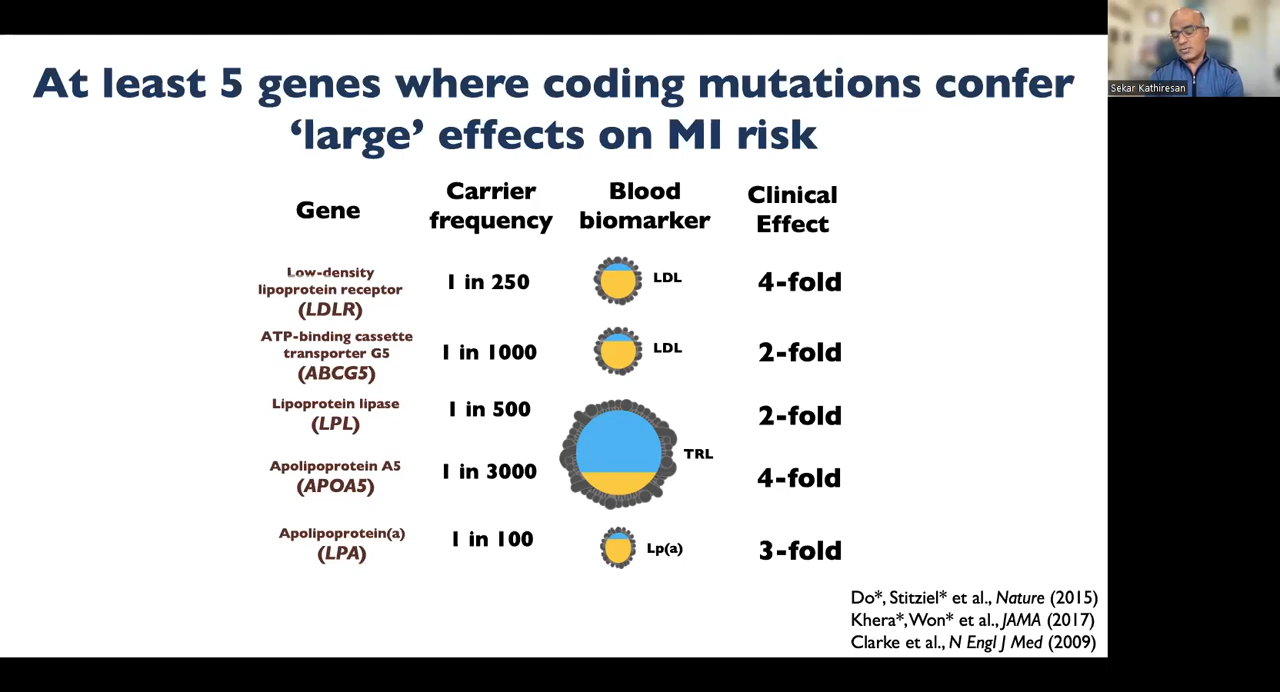 At least 5 genes where coding mutations confer
‘large’ effects on MI risk
Gene
Carrier
frequency
Blood
biomarker
Clinical
Effect
Low-density
lipoprotein receptor
(LDLR)
1 in 250
LDL
4-fold
ATP-binding cassette
transporter G5
(ABCG5)
1 in 1000
LDL
2-fold
Lipoprotein lipase
(LPL)
1 in 500
2-fold
TRL
Apolipoprotein A5
(APOA5)
1 in 3000
4-fold
Apolipoprotein(a)
(LPA)
1 in 100
Lp(a)
3-fold
Do*, Stitziel* et al., Nature (2015)
Khera*, Won* et al., JAMA (2017)
Clarke et al., N Engl J Med (2009)
Sekar Kathiresan